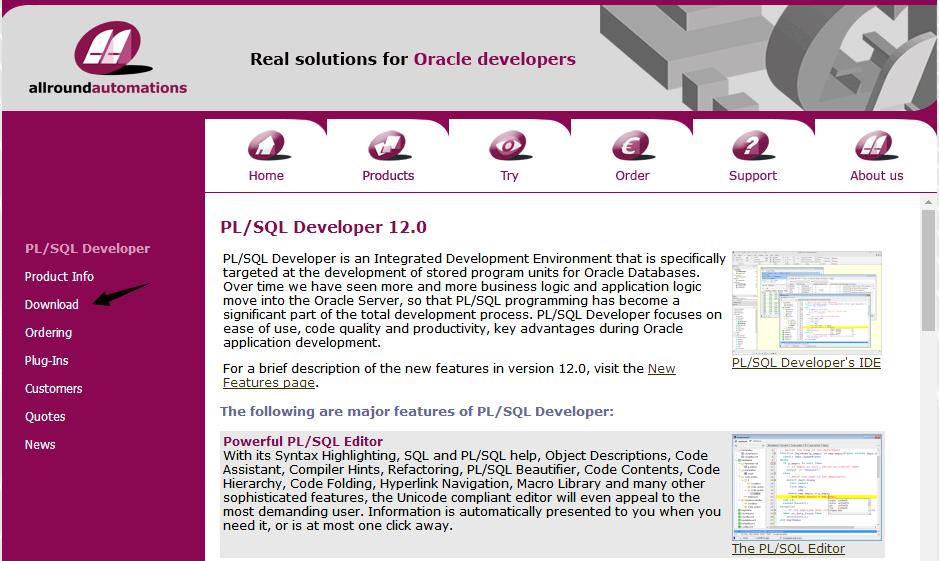 allroundautomations
Real solutions for Oracle developers
Home
Products
Try
Order
Support
About us
PL/SQL Developer
Product Info
Download
Ordering
Plug-Ins
Customers
Quotes
News
PL/SQL Developer 12.0
PL/SQL Developer is an Integrated Development Environment that is specifically
targeted at the development of stored program units for Oracle Databases.
Over time we have seen more and more business logic and application logic
move into the Oracle Server, so that PL/SQL programming has become a
significant part of the total development process. PL/SQL Developer focuses on
ease of use, code quality and productivity, key advantages during Oracle
application development.
PL/SQL Developer's IDE
For a brief description of the new features in version 12.0, visit the New
Features page.
The following are major features of PL/SQL Developer:
Powerful PL/SQL Editor
With its Syntax Highlighting, SQL and PL/SQL help, Object Descriptions, Code
Assistant, Compiler Hints, Refactoring, PL/SQL Beautifier, Code Contents, Code
Hierarchy, Code Folding, Hyperlink Navigation, Macro Library and many other
sophisticated features, the Unicode compliant editor will even appeal to the
most demanding user. Information is automatically presented to you when you
need it, or is at most one click away.
The PL/SQL Editor